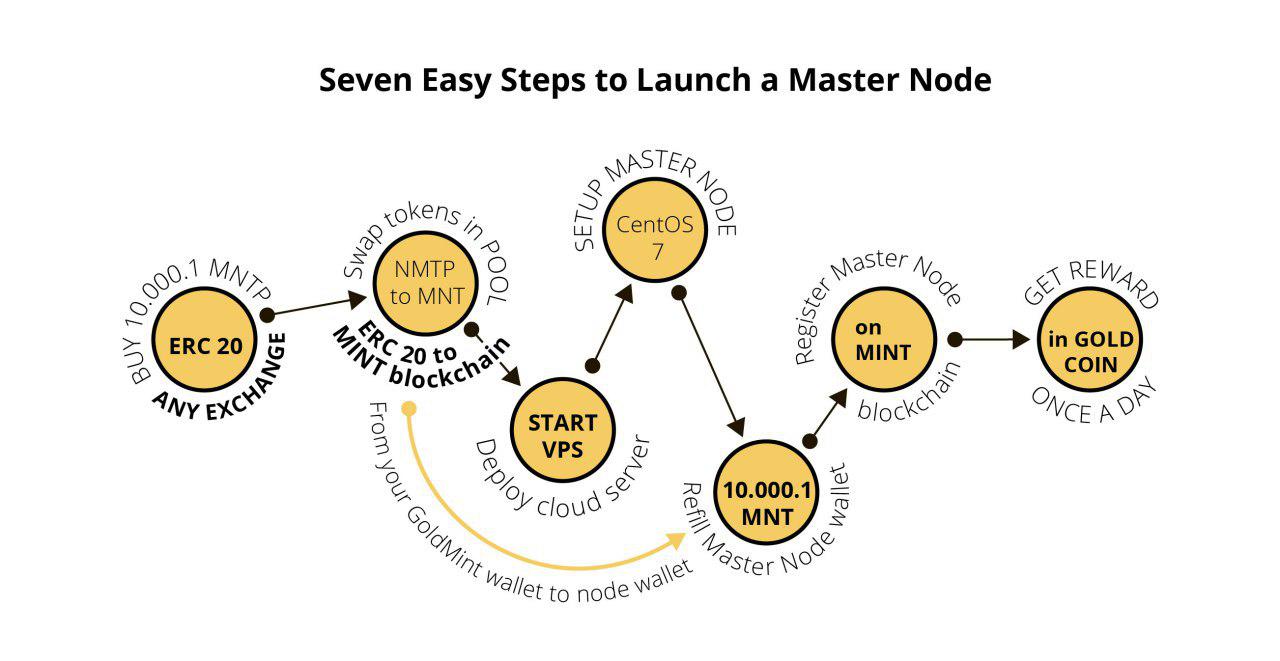 Seven Easy Steps to Launch a Master Node
BUY 10.000.1 MNTP
ERC 20
ANY EXCHANGE
Swap tokens in POOL
NMTP
to MNT
ERC 20 to
MINT blockchain
START
VPS
Deploy cloud server
SETUP MASTER NODE
CentOS
7
From your GoldMint wallet to node wallet
10.000.1
MNT
Refill Master Node wallet
Register Master Node
on
MINT
blockchain
GET REWARD
in GOLD
COIN
ONCE A DAY